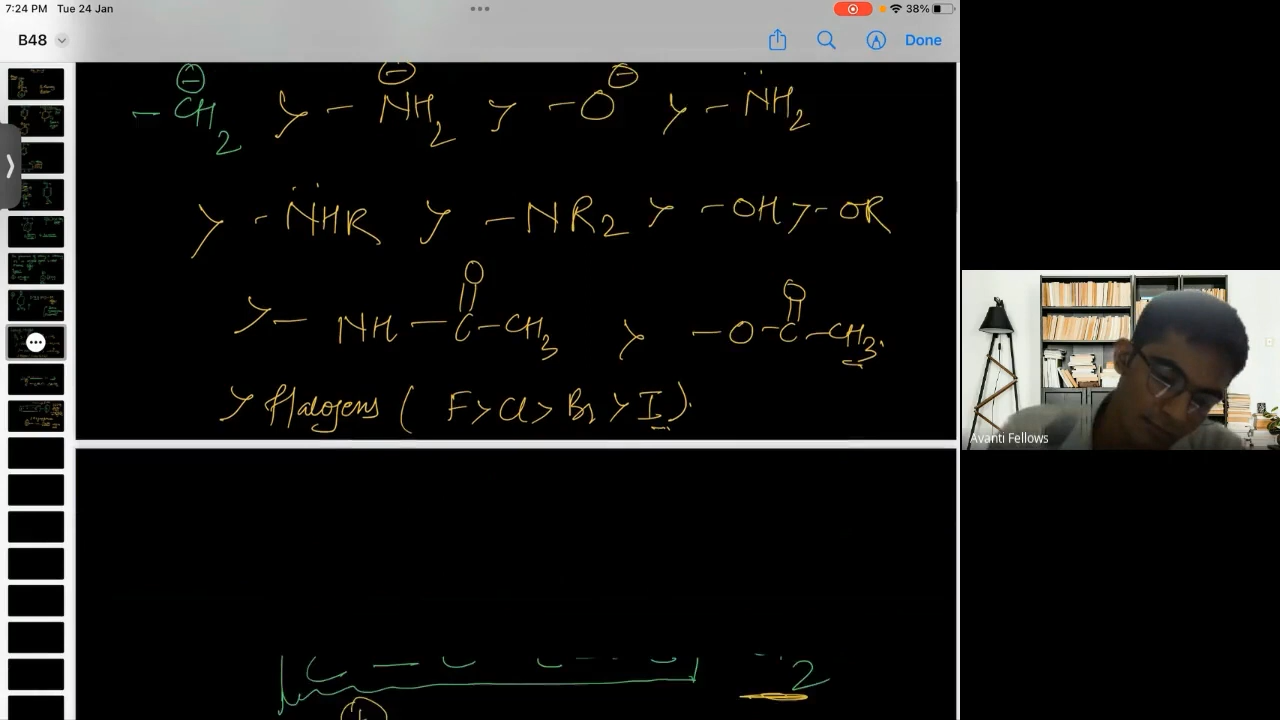 7:24 PM Tue 24 Jan
38%
B48
Done
−CH₂⊖ > −NH₂⊖ > −O⊖ > −N̈H₂
> −N̈HR > −NR₂ > −OH > −OR
O O
> − NH − C − CH₃ > − O − C − CH₃
> Halogens ( F > Cl > Br > I ).
Avanti Fellows
2